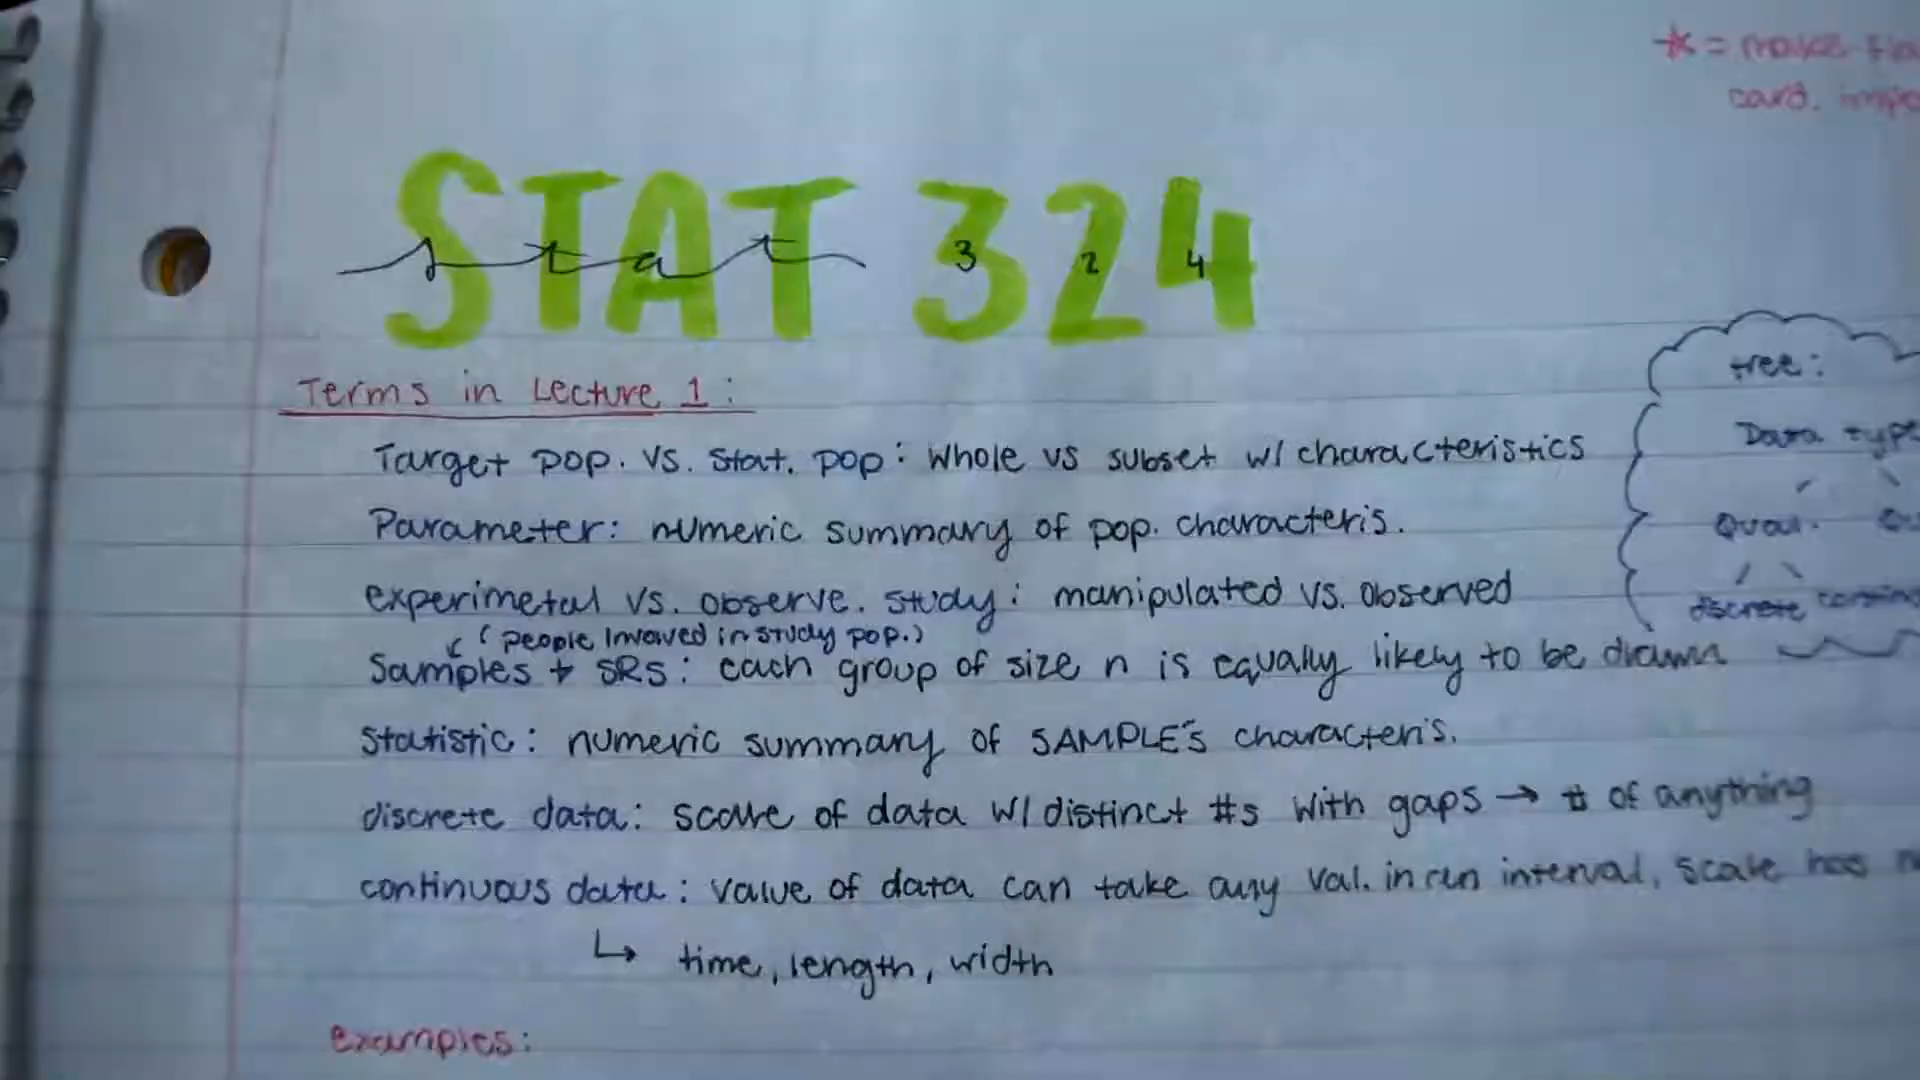 * = make
card.
STAT 324
stat 3 2 4
Terms in Lecture 1:
Target pop. vs. Stat. pop: Whole vs subset w/ characteristics
Parameter: numeric summary of pop. characteris.
experimetal vs. observe. study: manipulated vs. observed
(people invoved in study pop.)
Samples + SRS: each group of size n is equally likely to be drawn
Statistic: numeric summary of SAMPLE'S characteris.
discrete data: scale of data w/ distinct #s with gaps → # of anything
continuous data: value of data can take any val. in interval, scale has
↳ time, length, width
Examples:
tree:
Data type
Qual.
discrete